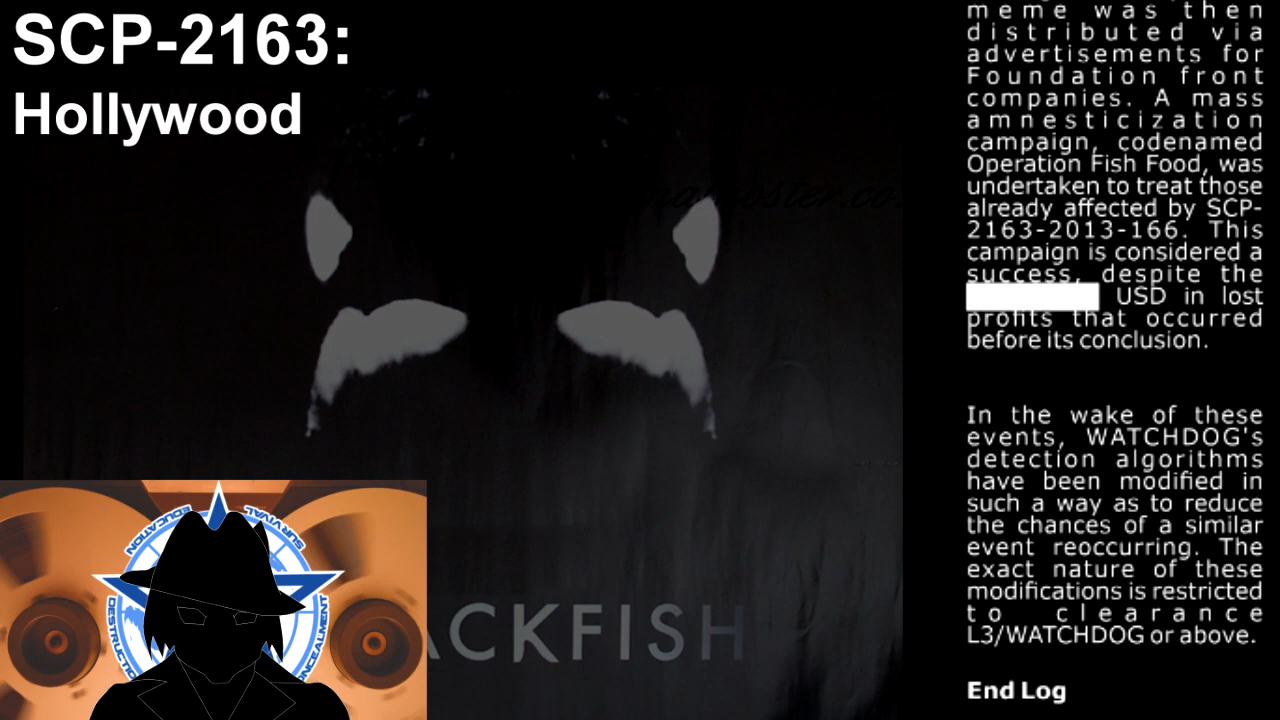 SCP-2163:
Hollywood
meme was then
distributed via
advertisements for
Foundation front
companies. A mass
amnesticization
campaign, codenamed
Operation Fish Food, was
undertaken to treat those
already affected by SCP-
2163-2013-166. This
campaign is considered a
success, despite the
USD in lost
profits that occurred
before its conclusion.
In the wake of these
events, WATCHDOG's
detection algorithms
have been modified in
such a way as to reduce
the chances of a similar
event reoccurring. The
exact nature of these
modifications is restricted
to clearance
L3/WATCHDOG or above.
End Log
ACKFISH
EDUCATION
SURVIVAL